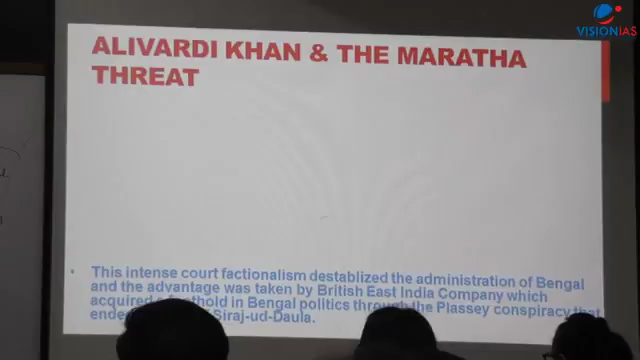 VISIONIAS
ALIVARDI KHAN & THE MARATHA
THREAT
• This intense court factionalism destablized the administration of Bengal
and the advantage was taken by British East India Company which
acquired a foothold in Bengal politics through the Plassey conspiracy that
Siraj-ud-Daula.